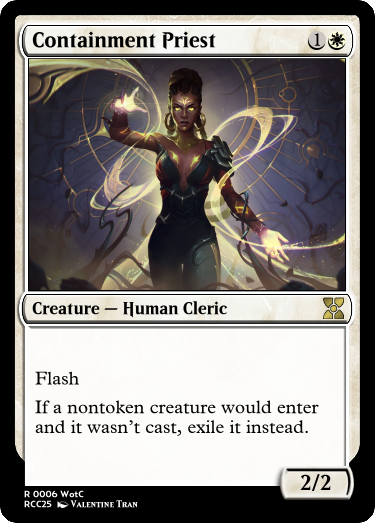 Containment Priest 1
Creature — Human Cleric
Flash
If a nontoken creature would enter
and it wasn't cast, exile it instead.
2/2
R 0006 WotC
RCC25 Valentine Tran